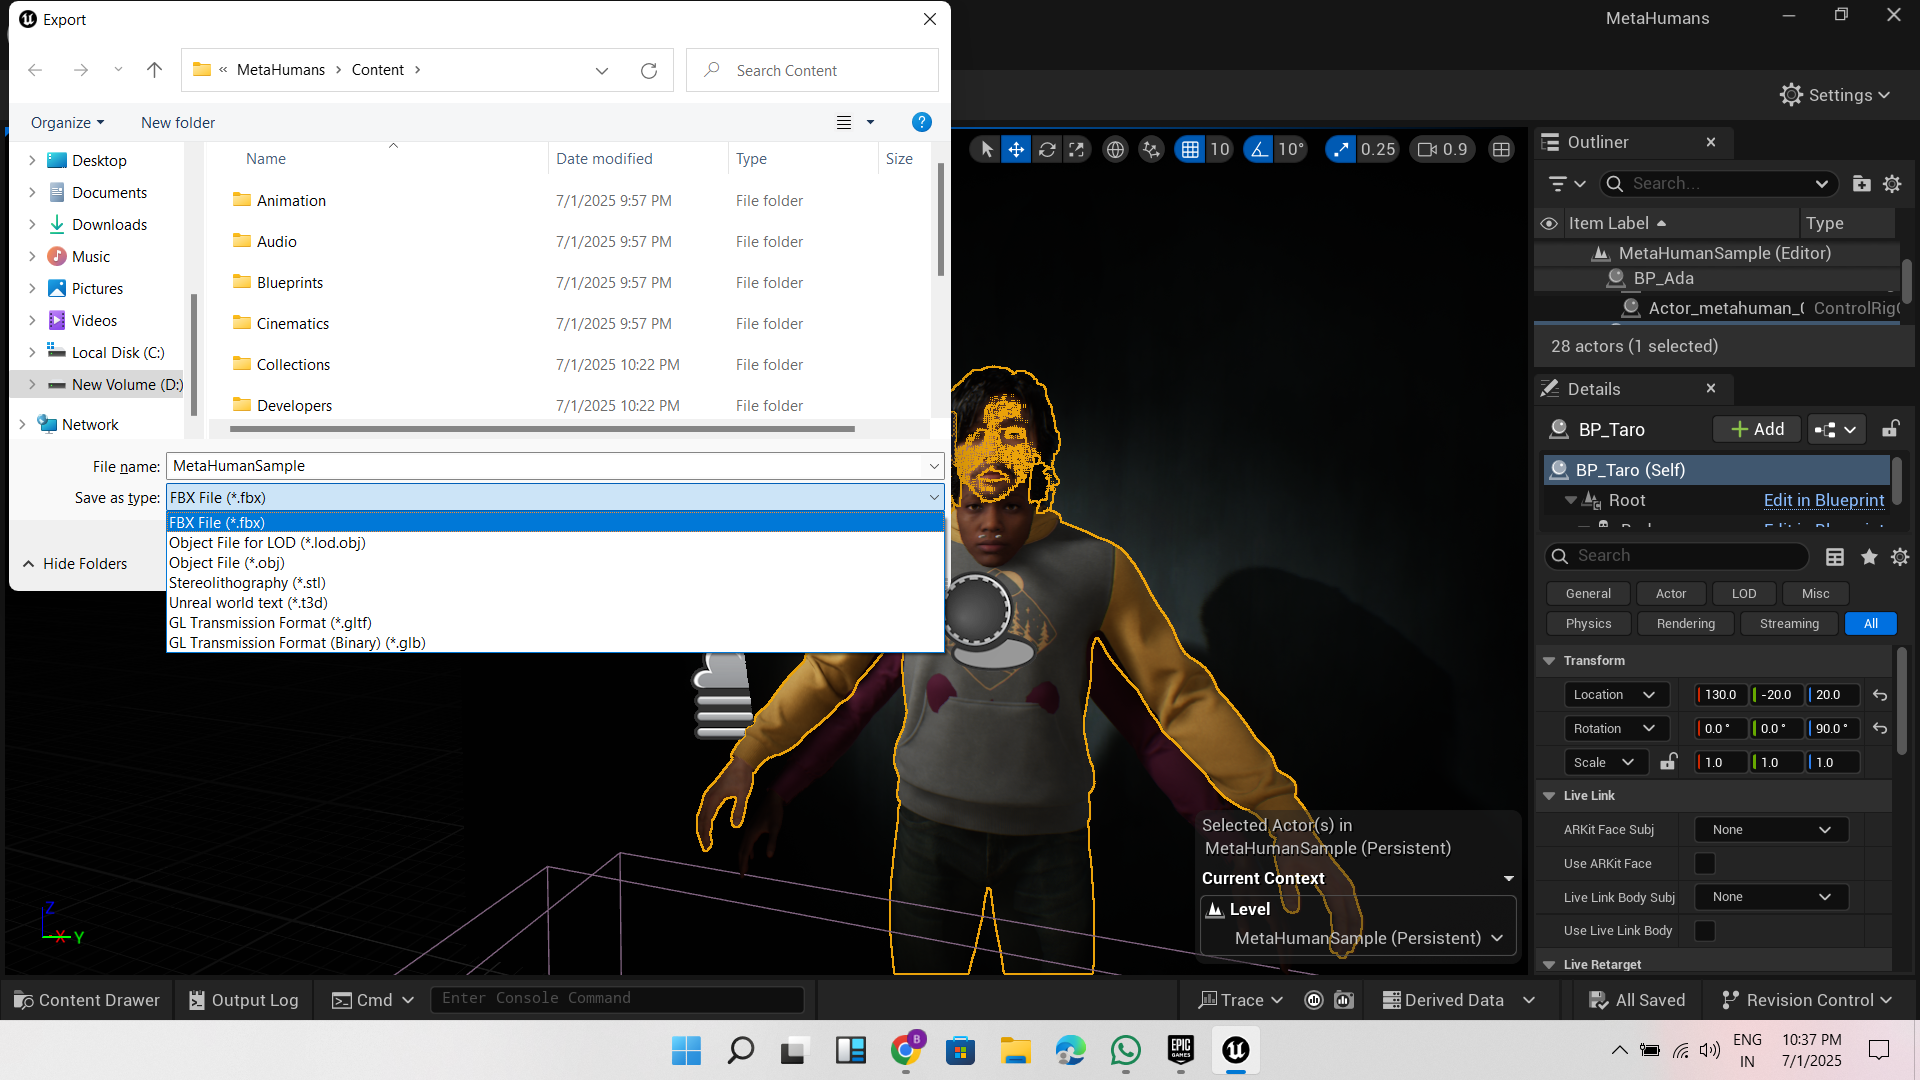 Export
MetaHumans
« MetaHumans > Content >
Search Content
Settings
Organize
New folder
?
Name
Date modified
Type
Size
Desktop
Documents
Downloads
Music
Pictures
Videos
Local Disk (C:)
New Volume (D:)
Network
Animation 7/1/2025 9:57 PM File folder
Audio 7/1/2025 9:57 PM File folder
Blueprints 7/1/2025 9:57 PM File folder
Cinematics 7/1/2025 9:57 PM File folder
Collections 7/1/2025 10:22 PM File folder
Developers 7/1/2025 10:22 PM File folder
File name: MetaHumanSample
Save as type: FBX File (*.fbx)
FBX File (*.fbx)
Object File for LOD (*.lod.obj)
Object File (*.obj)
Stereolithography (*.stl)
Unreal world text (*.t3d)
GL Transmission Format (*.gltf)
GL Transmission Format (Binary) (*.glb)
Hide Folders
10
10°
0.25
0.9
Outliner
Search...
Item Label
Type
MetaHumanSample (Editor)
BP_Ada
Actor_metahuman_( ControlRig
28 actors (1 selected)
Details
BP_Taro
Add
BP_Taro (Self)
Root
Edit in Blueprint
Search
General
Actor
LOD
Misc
Physics
Rendering
Streaming
All
Transform
Location 130.0 -20.0 20.0
Rotation 0.0 ° 0.0 ° 90.0 °
Scale 1.0 1.0 1.0
Live Link
ARKit Face Subj None
Use ARKit Face
Live Link Body Subj None
Use Live Link Body
Live Retarget
Selected Actor(s) in
MetaHumanSample (Persistent)
Current Context
Level
MetaHumanSample (Persistent)
Z
X
Y
Content Drawer
Output Log
Cmd
Enter Console Command
Trace
Derived Data
All Saved
Revision Control
B
EPIC
GAMES
ENG
IN
10:37 PM
7/1/2025